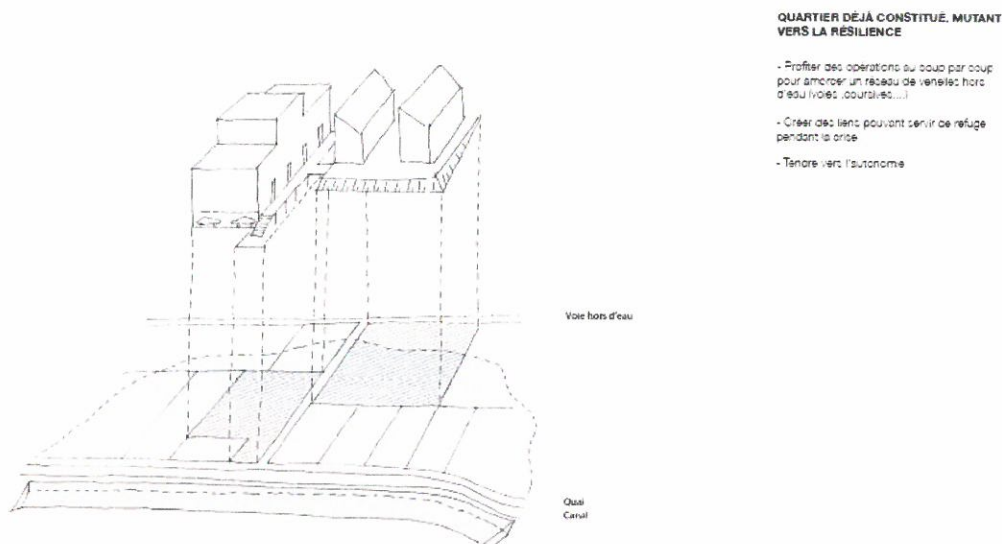 QUARTIER DÉJÀ CONSTITUÉ, MUTANT
VERS LA RÉSILIENCE
- Profiter des opérations au coup par coup
pour amorcer un réseau de venelles hors
d'eau (voies ,coursives,...)
- Créer des liens pouvant servir de refuge
pendant la crise
- Tendre vers l'autonomie
Voie hors d'eau
Quai
Canal